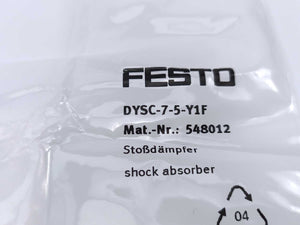 FESTO
DYSC-7-5-Y1F
Mat.-Nr.: 548012
Stoßdämpfer
shock absorber
04